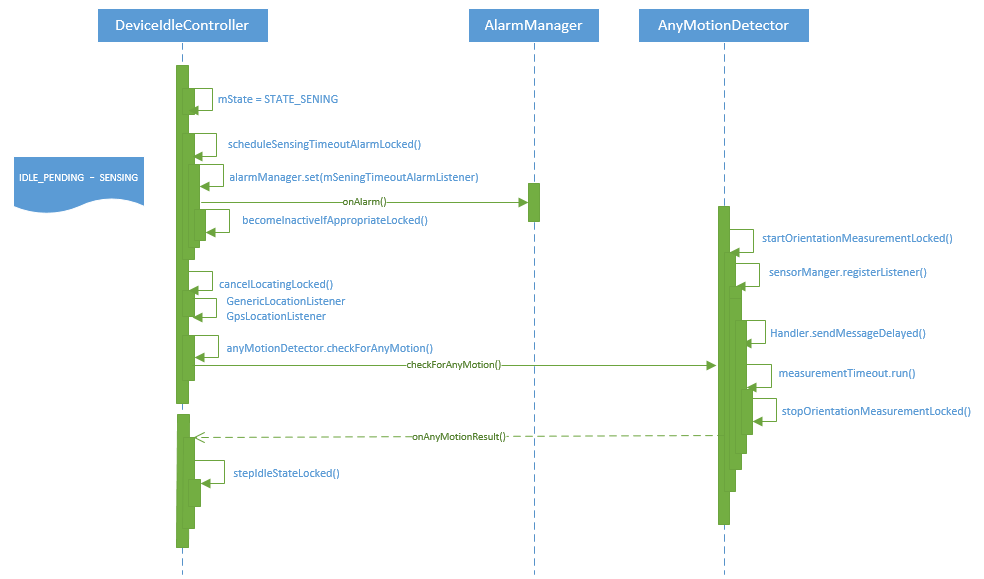 DeviceIdleController
AlarmManager
AnyMotionDetector
mState = STATE_SENING
scheduleSensingTimeoutAlarmLocked()
IDLE_PENDING - SENSING
alarmManager.set(mSeningTimeoutAlarmListener)
onAlarm()
becomeInactiveIfAppropriateLocked()
startOrientationMeasurementLocked()
sensorManger.registerListener()
cancelLocatingLocked()
GenericLocationListener
GpsLocationListener
Handler.sendMessageDelayed()
anyMotionDetector.checkForAnyMotion()
checkForAnyMotion()
measurementTimeout.run()
stopOrientationMeasurementLocked()
onAnyMotionResult()
stepIdleStateLocked()